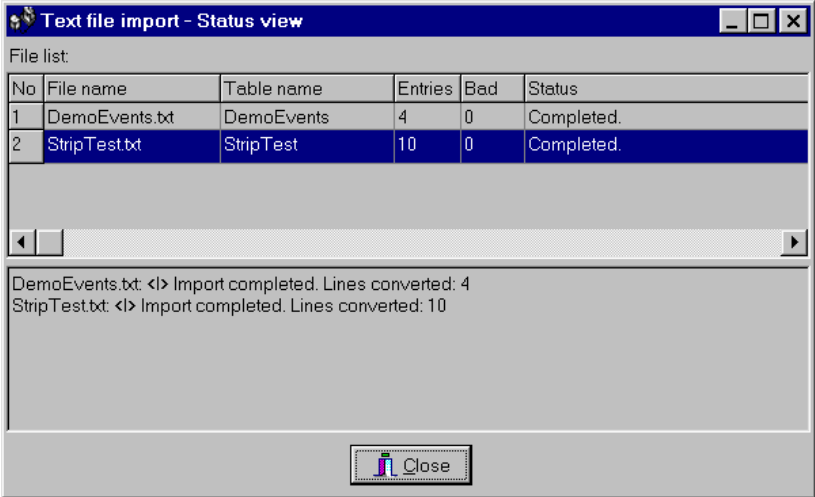 Text file import - Status view
File list:
No File name Table name Entries Bad Status
1 DemoEvents.txt DemoEvents 4 0 Completed.
2 StripTest.txt StripTest 10 0 Completed.
DemoEvents.txt: <I> Import completed. Lines converted: 4
StripTest.txt: <I> Import completed. Lines converted: 10
Close